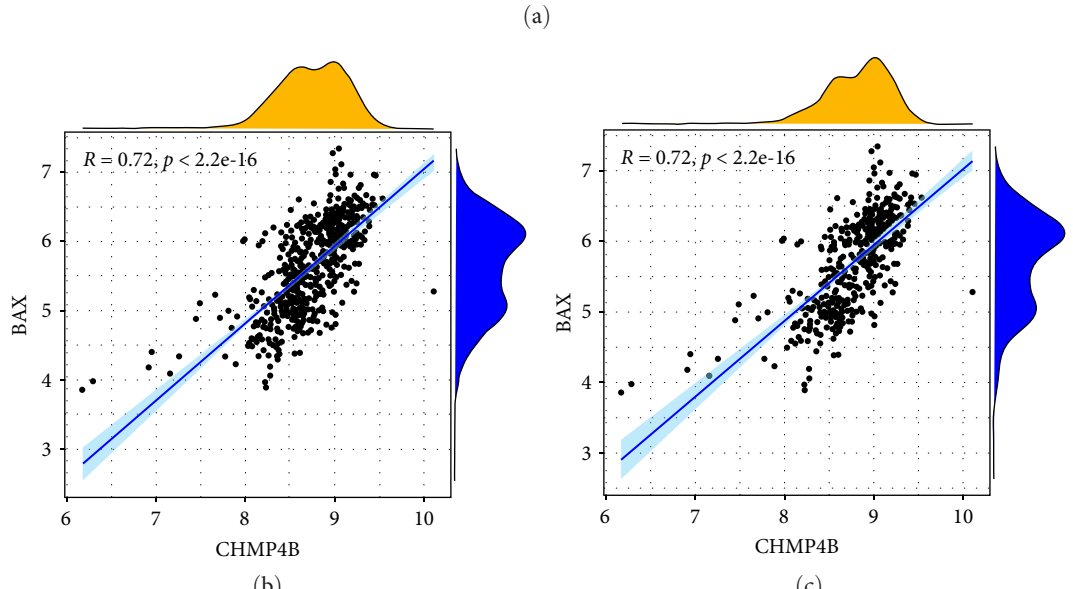 (a)
R = 0.72, p < 2.2e-16
7
6
5
4
3
BAX
6 7 8 9 10
CHMP4B
(b)
R = 0.72, p < 2.2e-16
7
6
5
4
3
BAX
6 7 8 9 10
CHMP4B
(c)